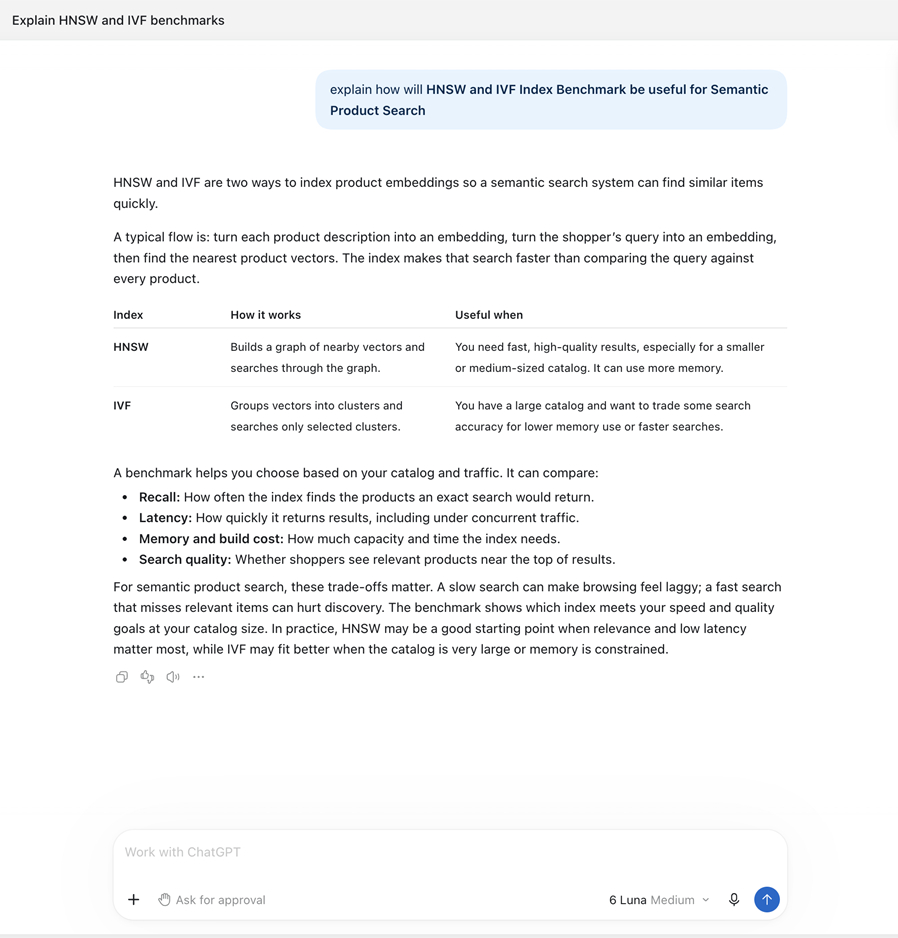 Explain HNSW and IVF benchmarks
explain how will HNSW and IVF Index Benchmark be useful for Semantic
Product Search
HNSW and IVF are two ways to index product embeddings so a semantic search system can find similar items
quickly.
A typical flow is: turn each product description into an embedding, turn the shopper’s query into an embedding,
then find the nearest product vectors. The index makes that search faster than comparing the query against
every product.
Index How it works Useful when
HNSW Builds a graph of nearby vectors and You need fast, high-quality results, especially for a smaller
searches through the graph. or medium-sized catalog. It can use more memory.
IVF Groups vectors into clusters and You have a large catalog and want to trade some search
searches only selected clusters. accuracy for lower memory use or faster searches.
A benchmark helps you choose based on your catalog and traffic. It can compare:
• Recall: How often the index finds the products an exact search would return.
• Latency: How quickly it returns results, including under concurrent traffic.
• Memory and build cost: How much capacity and time the index needs.
• Search quality: Whether shoppers see relevant products near the top of results.
For semantic product search, these trade-offs matter. A slow search can make browsing feel laggy; a fast search
that misses relevant items can hurt discovery. The benchmark shows which index meets your speed and quality
goals at your catalog size. In practice, HNSW may be a good starting point when relevance and low latency
matter most, while IVF may fit better when the catalog is very large or memory is constrained.
Work with ChatGPT
Ask for approval 6 Luna Medium